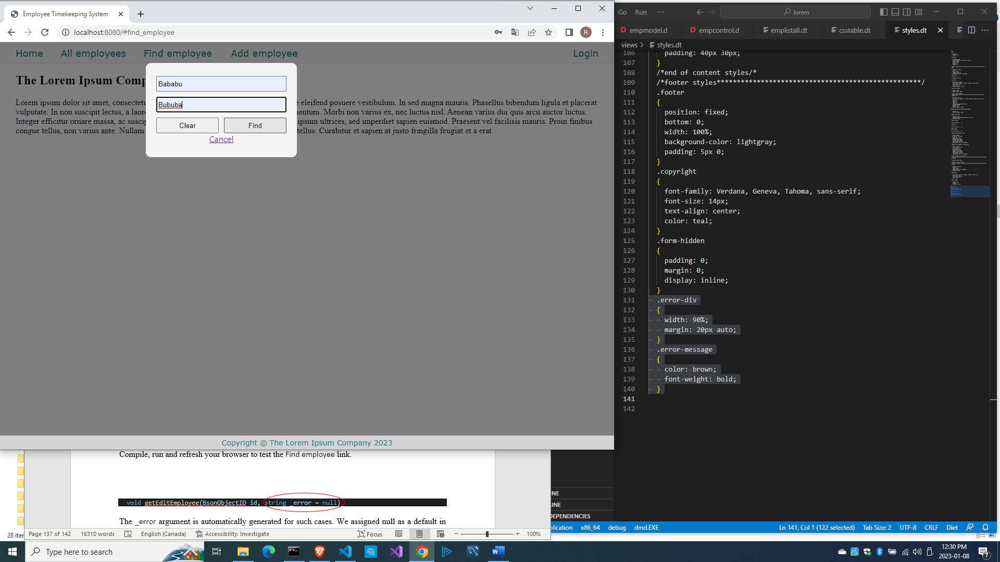 Employee Timekeeping System
localhost:8080/#find_employee
R
Home All employees Find employee Add employee Login
The Lorem Ipsum Comp
Lorem ipsum dolor sit amet, consectetu
e eleifend posuere vestibulum. In sed magna mauris. Phasellus bibendum ligula et placerat
vulputate. In non suscipit lectus, a laore
mentum. Morbi non varius ex, nec luctus nisl. Aenean varius dui quis arcu auctor luctus.
Integer efficitur ornare massa, ac suscip
ipsum ultrices, sed imperdiet sapien euismod. Praesent vel facilisis mauris. Proin finibus
congue tellus, non varius ante. Nullam
tellus. Curabitur et sapien at justo fringilla feugiat et a erat.
Bababu
Bububa
Clear Find
Cancel
Copyright © The Lorem Ipsum Company 2023
Go Run ··· lorem
empmodel.d empcontrol.d emplistall.dt csstable.dt styles.dt
views > styles.dt
106 padding: 40px 30px;
107 }
108 /*end of content styles/*
109 /*footer styles***************************************************/
110 .footer
111 {
112 position: fixed;
113 bottom: 0;
114 width: 100%;
115 background-color: lightgray;
116 padding: 5px 0;
117 }
118 .copyright
119 {
120 font-family: Verdana, Geneva, Tahoma, sans-serif;
121 font-size: 14px;
122 text-align: center;
123 color: teal;
124 }
125 .form-hidden
126 {
127 padding: 0;
128 margin: 0;
129 display: inline;
130 }
131 .error-div
132 {
133 width: 90%;
134 margin: 20px auto;
135 }
136 .error-message
137 {
138 color: brown;
139 font-weight: bold;
140 }
141
142
NE
LINE
DEPENDENCIES
plication x86_64 debug dmd.EXE Ln 141, Col 1 (122 selected) Tab Size: 2 UTF-8 CRLF Diet
Compile, run and refresh your browser to test the Find employee link.
void getEditEmployee(BsonObjectID id, string _error = null)
The _error argument is automatically generated for such cases. We assigned null as a default in
28 iter
Page 137 of 142 16310 words English (Canada) Accessibility: Investigate Focus 100%
Type here to search
12:30 PM
2023-01-08
7